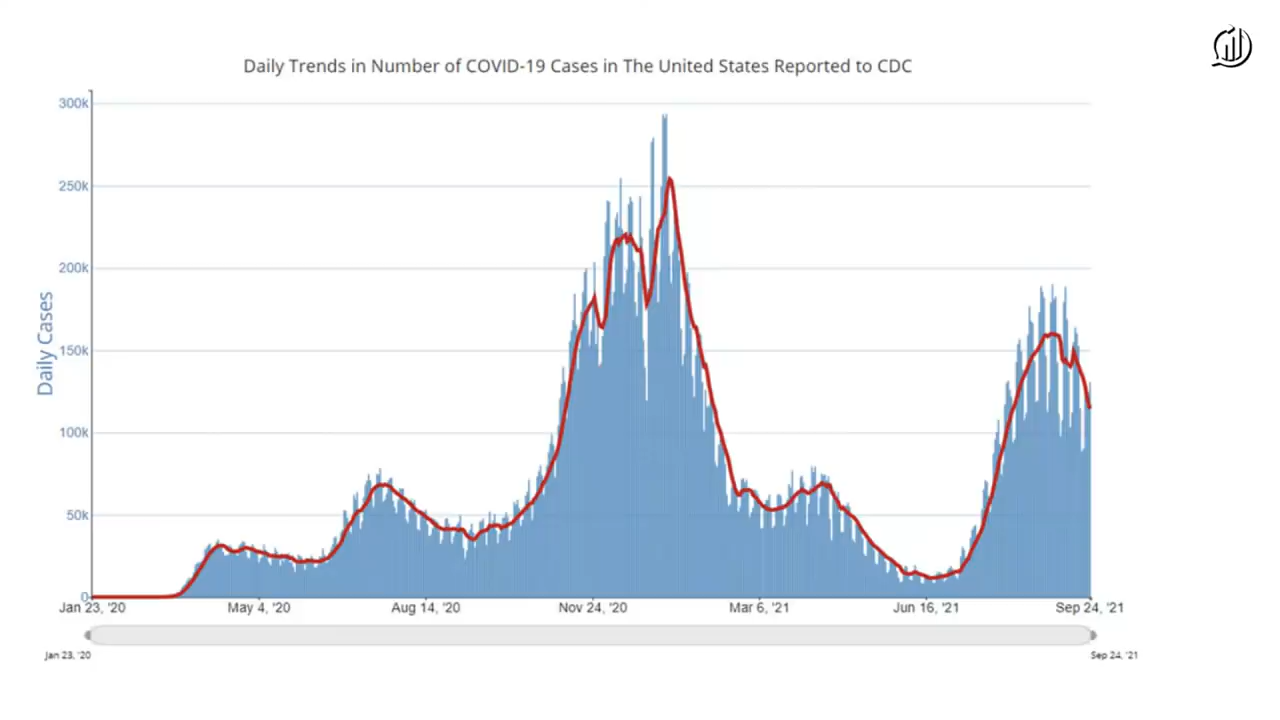 Daily Trends in Number of COVID-19 Cases in The United States Reported to CDC
Daily Cases
300k
250k
200k
150k
100k
50k
0
Jan 23, '20 May 4, '20 Aug 14, '20 Nov 24, '20 Mar 6, '21 Jun 16, '21 Sep 24, '21
Jan 23, '20 Sep 24, '21